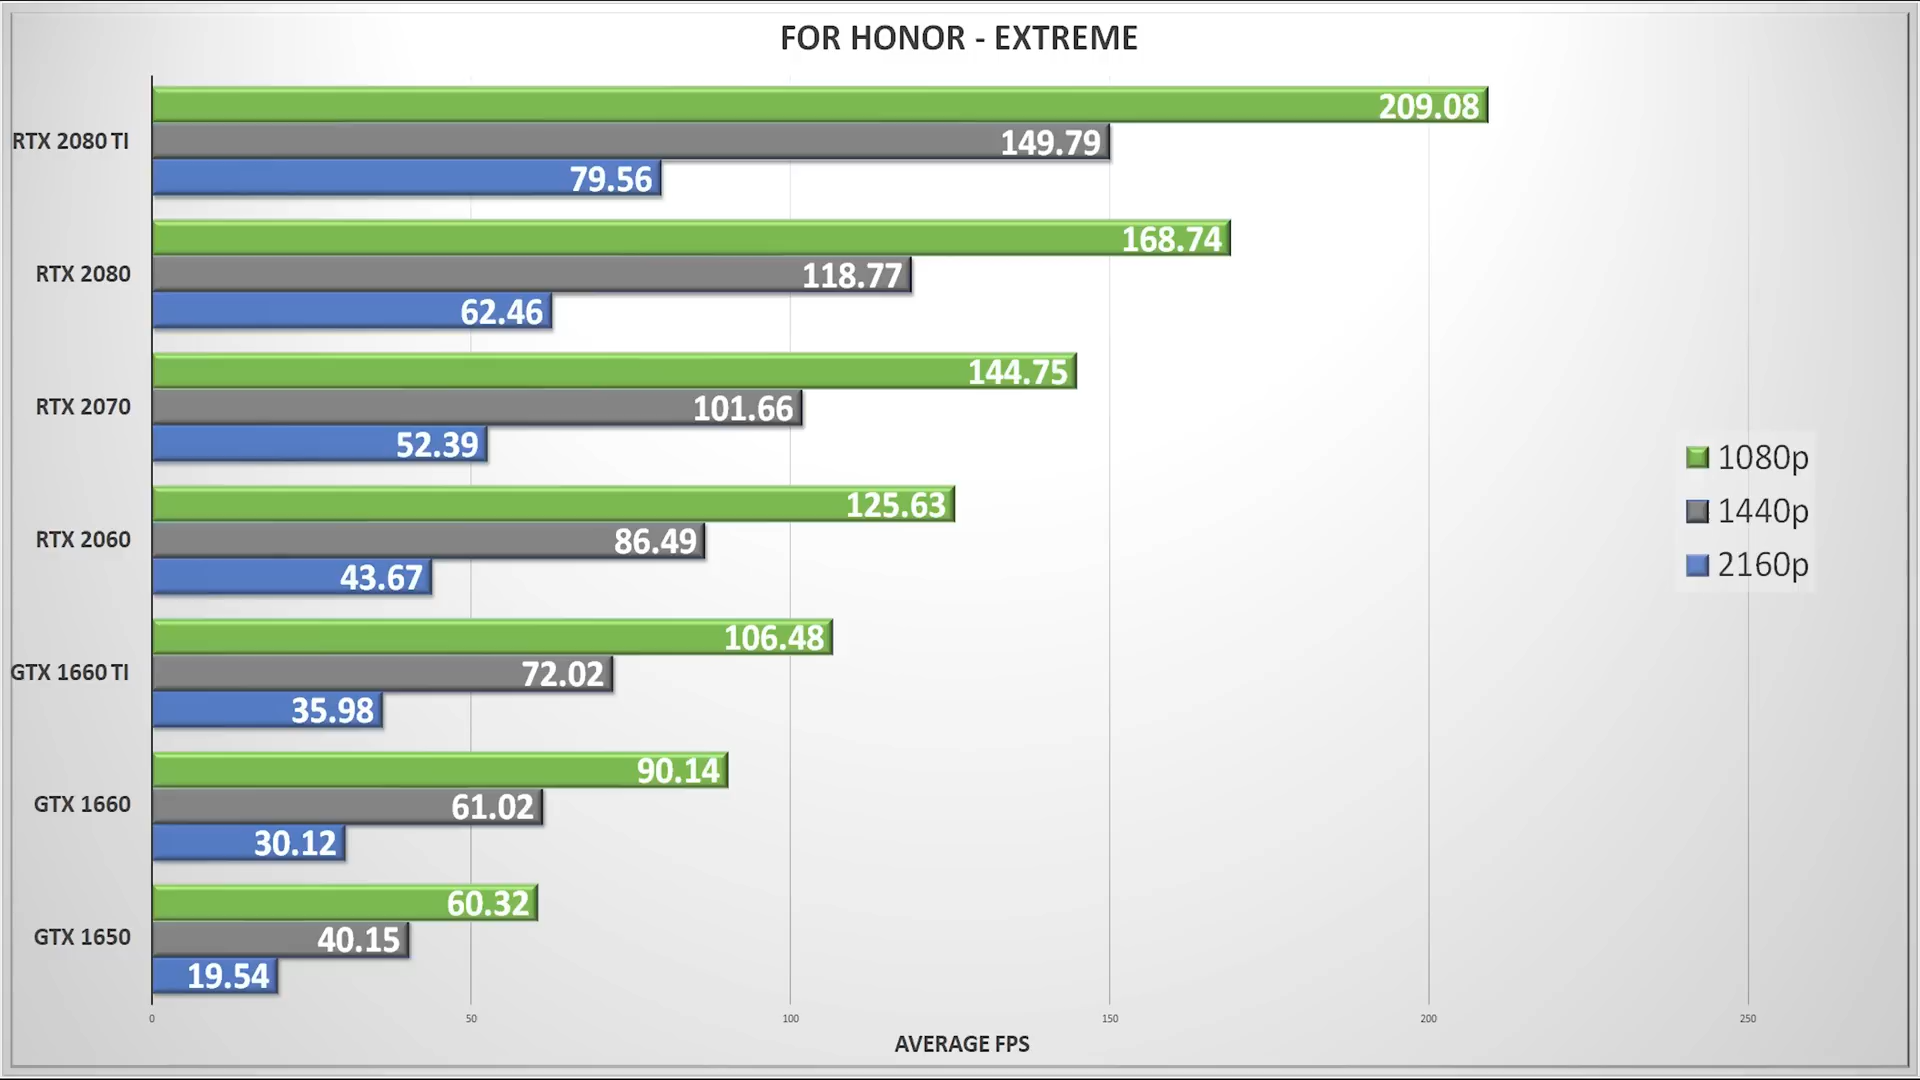 FOR HONOR - EXTREME
RTX 2080 TI
209.08
149.79
79.56
RTX 2080
168.74
118.77
62.46
RTX 2070
144.75
101.66
52.39
RTX 2060
125.63
86.49
43.67
GTX 1660 TI
106.48
72.02
35.98
GTX 1660
90.14
61.02
30.12
GTX 1650
60.32
40.15
19.54
1080p
1440p
2160p
0 50 100 150 200 250
AVERAGE FPS